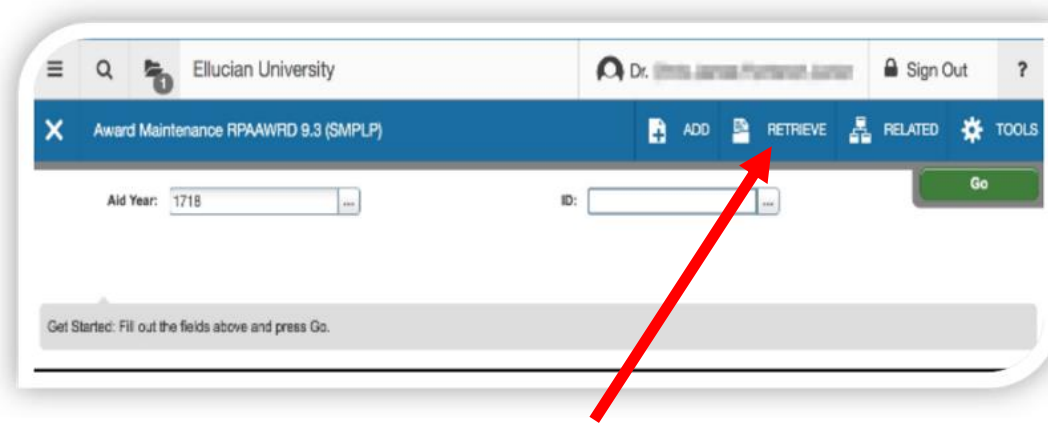 1 Ellucian University Dr. Sign Out ?
Award Maintenance RPAAWRD 9.3 (SMPLP) ADD RETRIEVE RELATED TOOLS
Aid Year: 1718 ... ID: ... Go
Get Started: Fill out the fields above and press Go.